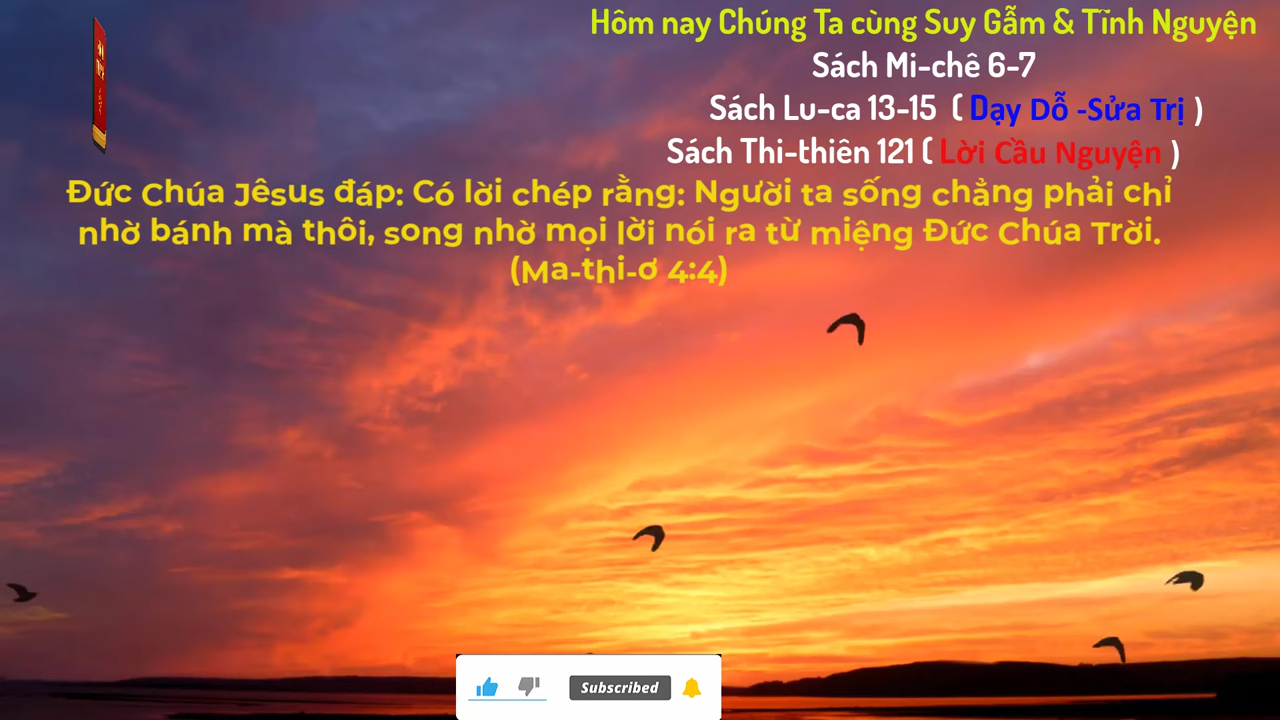 Hôm nay Chúng Ta cùng Suy Gẫm & Tĩnh Nguyện
Sách Mi-chê 6-7
Sách Lu-ca 13-15 ( Dạy Dỗ -Sửa Trị )
Sách Thi-thiên 121 ( Lời Cầu Nguyện )
Đức Chúa Jêsus đáp: Có lời chép rằng: Người ta sống chẳng phải chỉ
nhờ bánh mà thôi, song nhờ mọi lời nói ra từ miệng Đức Chúa Trời.
(Ma-thi-ơ 4:4)
Subscribed